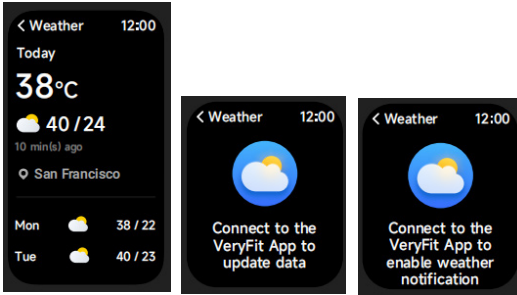 Weather 12:00
Today
38°C
40 / 24
10 min(s) ago
San Francisco
Mon 38 / 22
Tue 40 / 23
Weather 12:00
Connect to the
VeryFit App to
update data
Weather 12:00
Connect to the
VeryFit App to
enable weather
notification